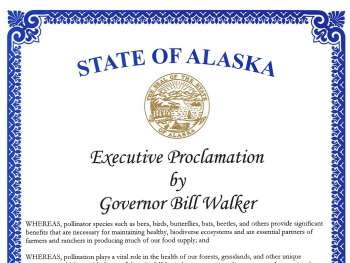 STATE OF ALASKA
THE SEAL OF THE STATE OF ALASKA
Executive Proclamation
by
Governor Bill Walker
WHEREAS, pollinator species such as bees, birds, butterflies, bats, beetles, and others provide significant
benefits that are necessary for maintaining healthy, biodiverse ecosystems and are essential partners of
farmers and ranchers in producing much of our food supply; and
WHEREAS, pollination plays a vital role in the health of our forests, grasslands, and other unique